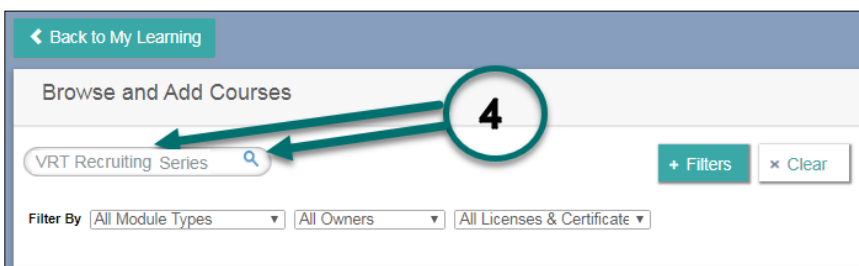 Back to My Learning
Browse and Add Courses
4
VRT Recruiting Series
+ Filters
× Clear
Filter By All Module Types All Owners All Licenses & Certificate